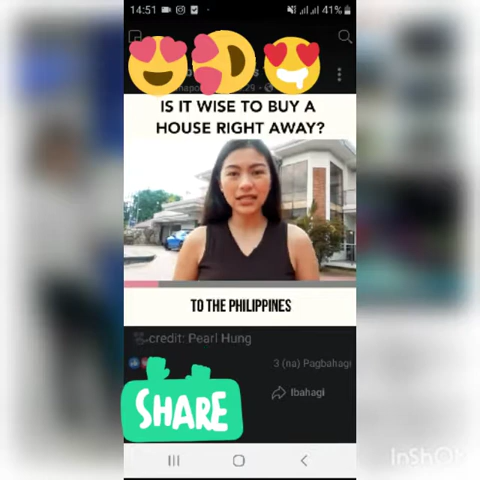 14:51
41%
IS IT WISE TO BUY A
HOUSE RIGHT AWAY?
TO THE PHILIPPINES
credit: Pearl Hung
3 (na) Pagbahagi
Ibahagi
SHARE
InShOt